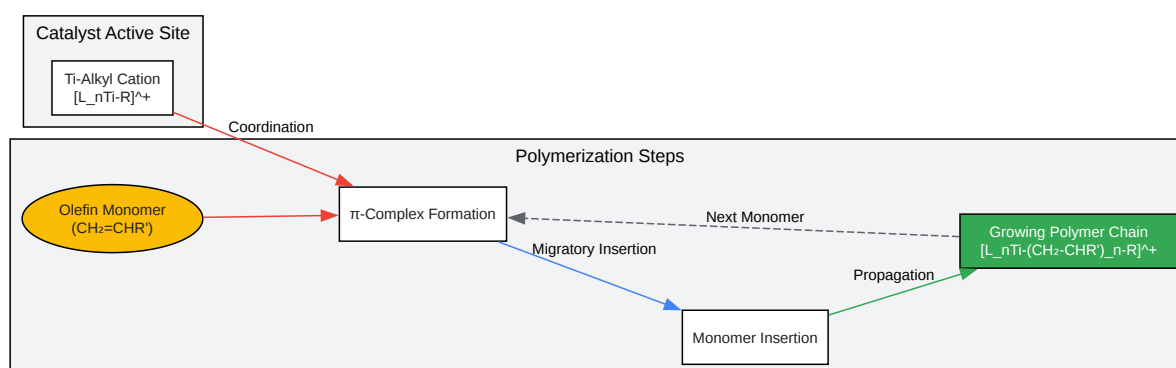 Catalyst Active Site
Ti-Alkyl Cation
[L_nTi-R]^+
Coordination
Polymerization Steps
Olefin Monomer
(CH₂=CHR')
π-Complex Formation
Next Monomer
Migratory Insertion
Growing Polymer Chain
[L_nTi-(CH₂-CHR')_n-R]^+
Propagation
Monomer Insertion